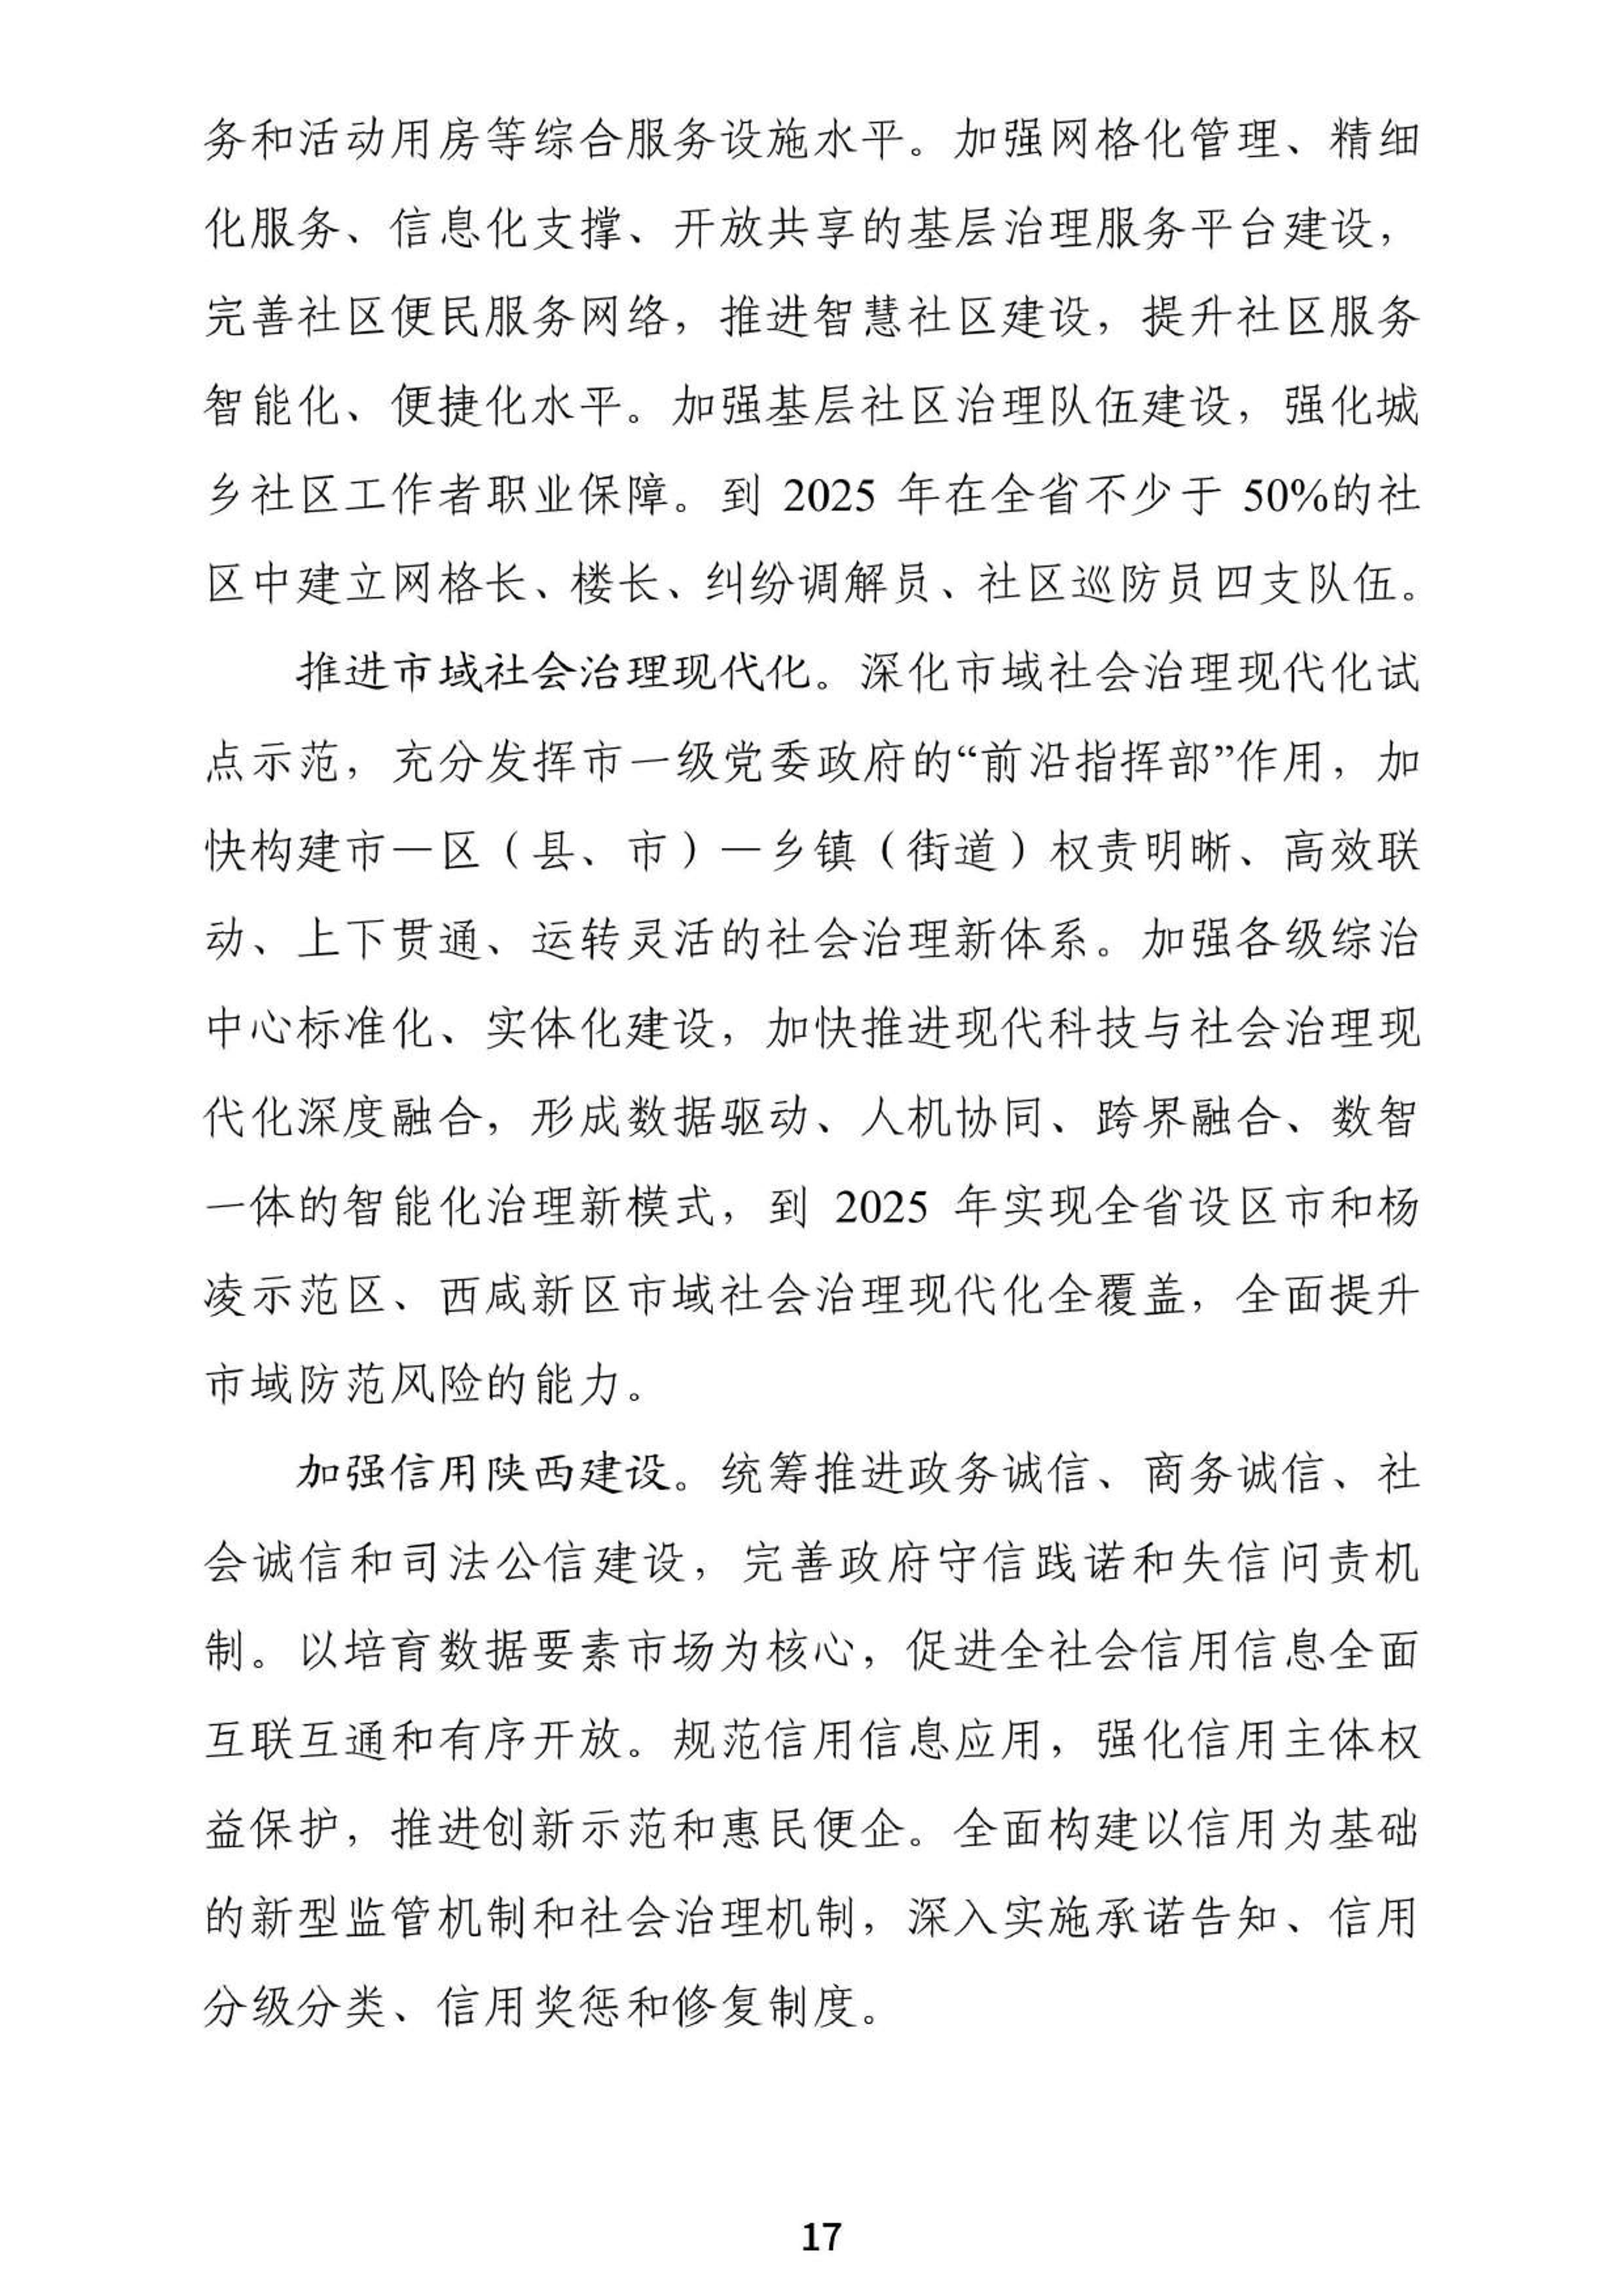 务和活动用房等综合服务设施水平。加强网格化管理、精细
化服务、信息化支撑、开放共享的基层治理服务平台建设，
完善社区便民服务网络，推进智慧社区建设，提升社区服务
智能化、便捷化水平。加强基层社区治理队伍建设，强化城
乡社区工作者职业保障。到 2025 年在全省不少于 50%的社
区中建立网格长、楼长、纠纷调解员、社区巡防员四支队伍。
推进市域社会治理现代化。深化市域社会治理现代化试
点示范，充分发挥市一级党委政府的“前沿指挥部”作用，加
快构建市—区（县、市）—乡镇（街道）权责明晰、高效联
动、上下贯通、运转灵活的社会治理新体系。加强各级综治
中心标准化、实体化建设，加快推进现代科技与社会治理现
代化深度融合，形成数据驱动、人机协同、跨界融合、数智
一体的智能化治理新模式，到 2025 年实现全省设区市和杨
凌示范区、西咸新区市域社会治理现代化全覆盖，全面提升
市域防范风险的能力。
加强信用陕西建设。统筹推进政务诚信、商务诚信、社
会诚信和司法公信建设，完善政府守信践诺和失信问责机
制。以培育数据要素市场为核心，促进全社会信用信息全面
互联互通和有序开放。规范信用信息应用，强化信用主体权
益保护，推进创新示范和惠民便企。全面构建以信用为基础
的新型监管机制和社会治理机制，深入实施承诺告知、信用
分级分类、信用奖惩和修复制度。
17